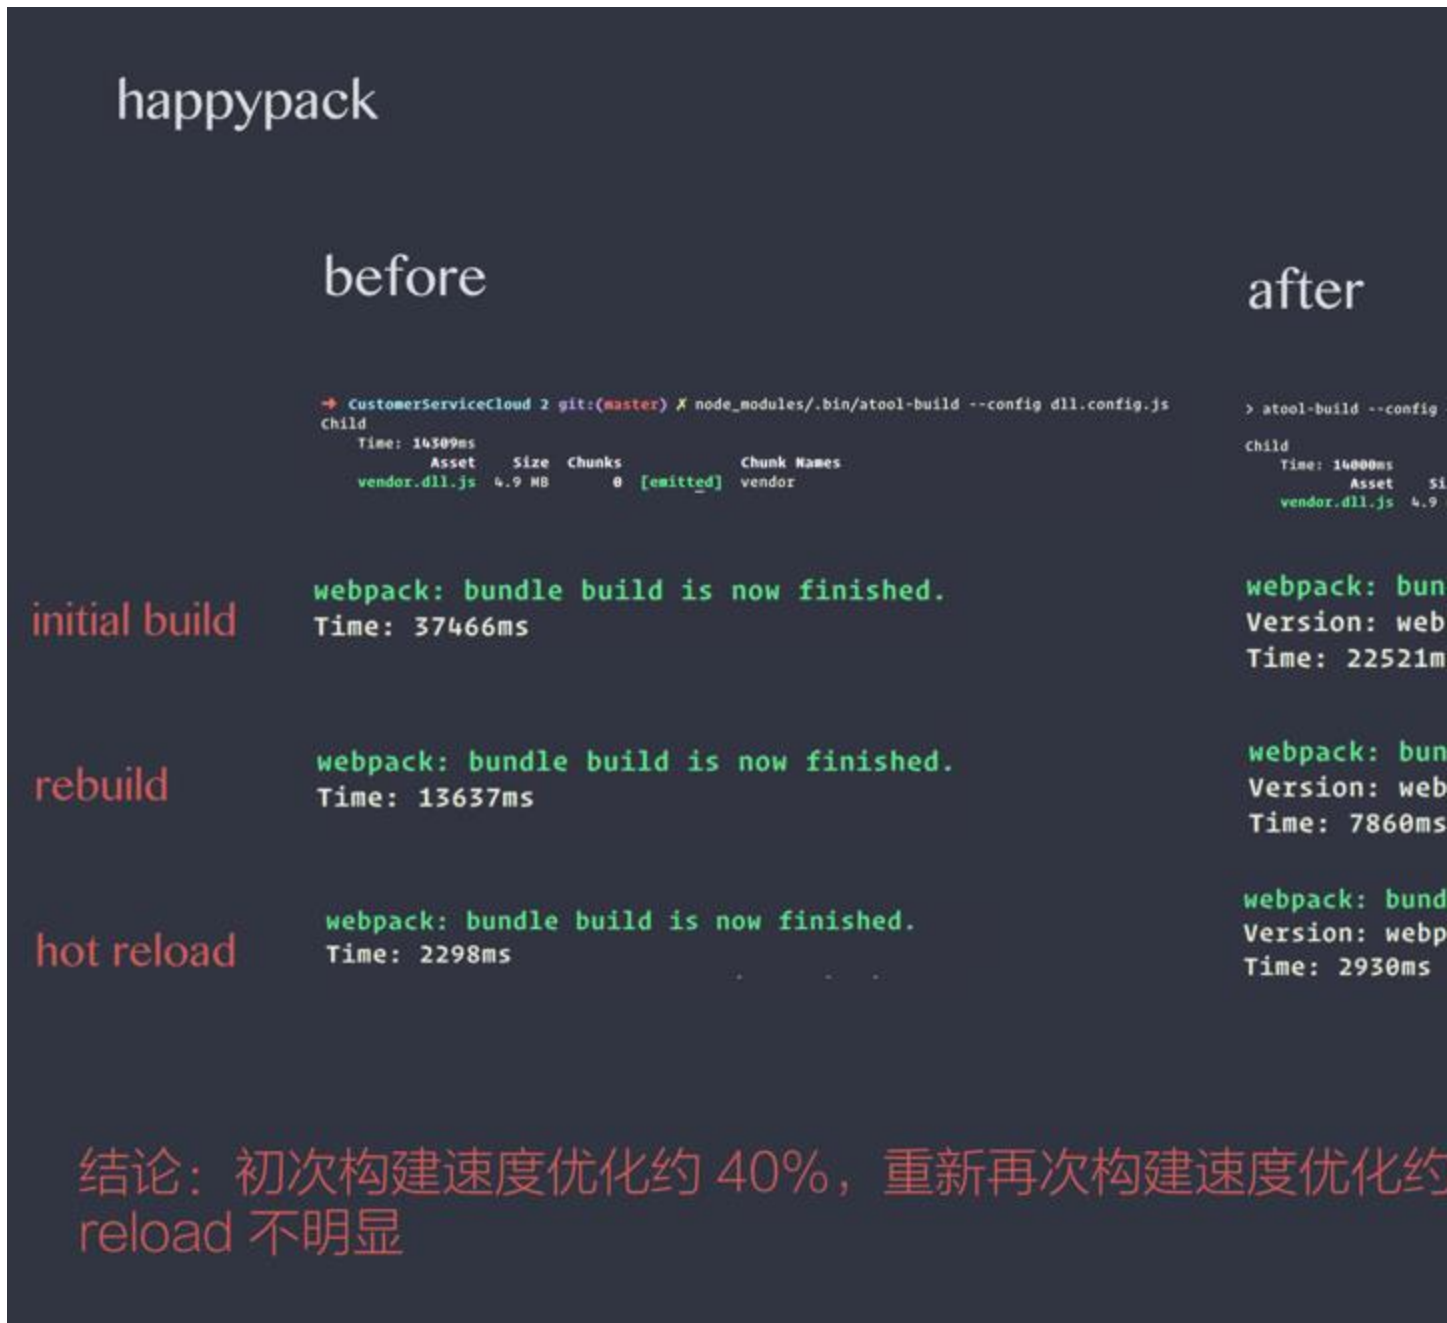 happypack
before
after
➜ CustomerServiceCloud 2 git:(master) ✗ node_modules/.bin/atool-build --config dll.config.js
Child
Time: 14309ms
Asset Size Chunks Chunk Names
vendor.dll.js 4.9 MB 0 [emitted] vendor
> atool-build --config
Child
Time: 14000ms
Asset Si
vendor.dll.js 4.9
initial build
webpack: bundle build is now finished.
Time: 37466ms
webpack: bun
Version: web
Time: 22521m
rebuild
webpack: bundle build is now finished.
Time: 13637ms
webpack: bun
Version: web
Time: 7860ms
hot reload
webpack: bundle build is now finished.
Time: 2298ms
webpack: bund
Version: webp
Time: 2930ms
结论：初次构建速度优化约 40%，重新再次构建速度优化约
reload 不明显